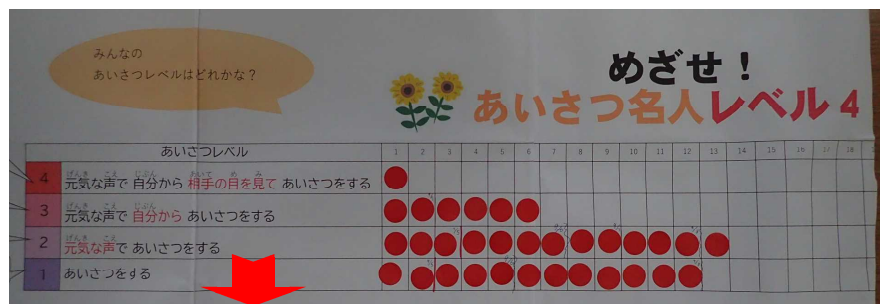 みんなの
あいさつレベルはどれかな?
めざせ!
あいさつ名人レベル4
あいさつレベル 1 2 3 4 5 6 7 8 9 10 11 12 13 14 15 16 17 18
4 元気な声で 自分から 相手の目を見て あいさつをする
3 元気な声で 自分から あいさつをする
2 元気な声で あいさつをする
1 あいさつをする